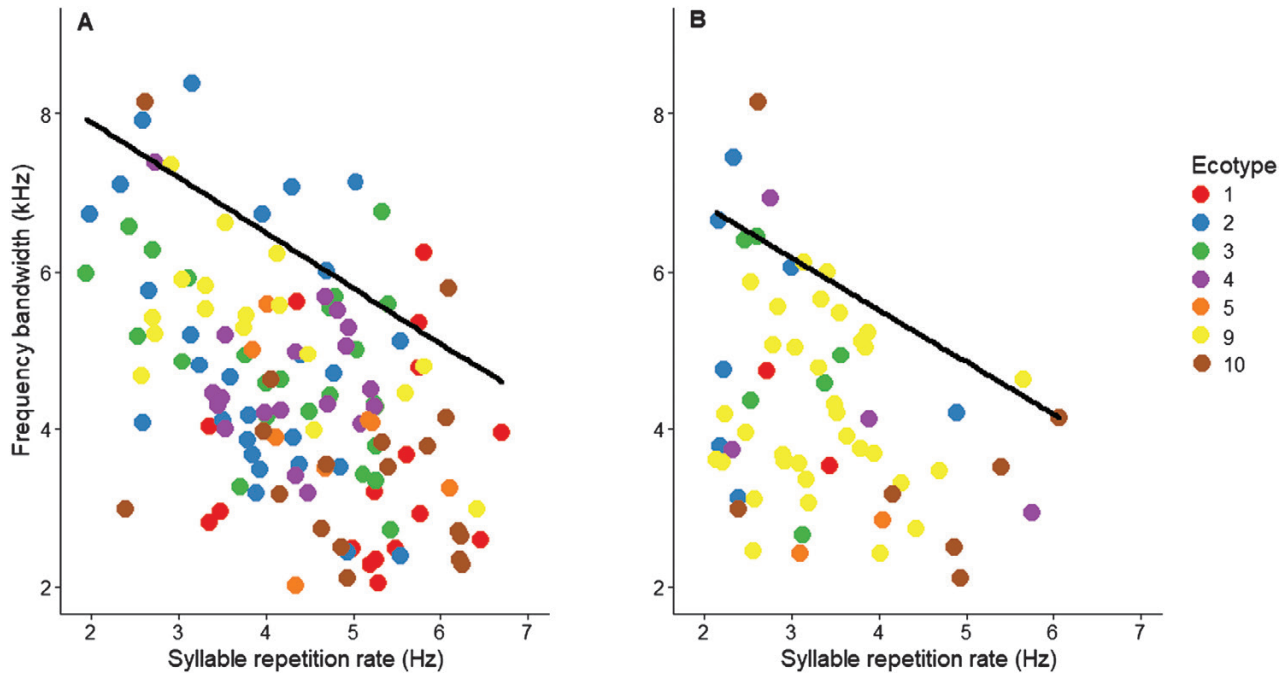 A
B
Frequency bandwidth (kHz)
8
6
4
2
2 3 4 5 6 7
Syllable repetition rate (Hz)
8
6
4
2
2 3 4 5 6 7
Syllable repetition rate (Hz)
Ecotype
1
2
3
4
5
9
10